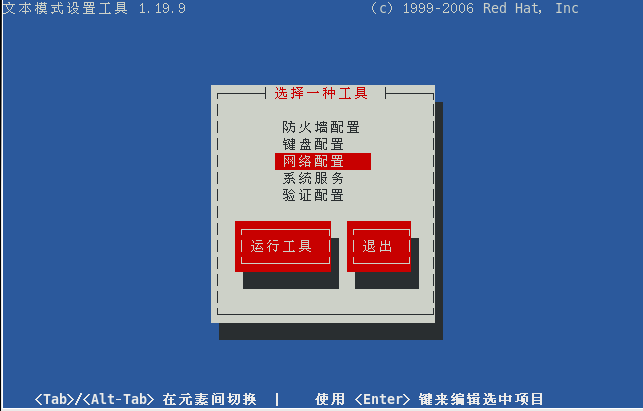 文本模式设置工具 1.19.9 (c) 1999-2006 Red Hat, Inc
选择一种工具
防火墙配置
键盘配置
网络配置
系统服务
验证配置
运行工具 退出
<Tab>/<Alt-Tab> 在元素间切换 | 使用 <Enter> 键来编辑选中项目